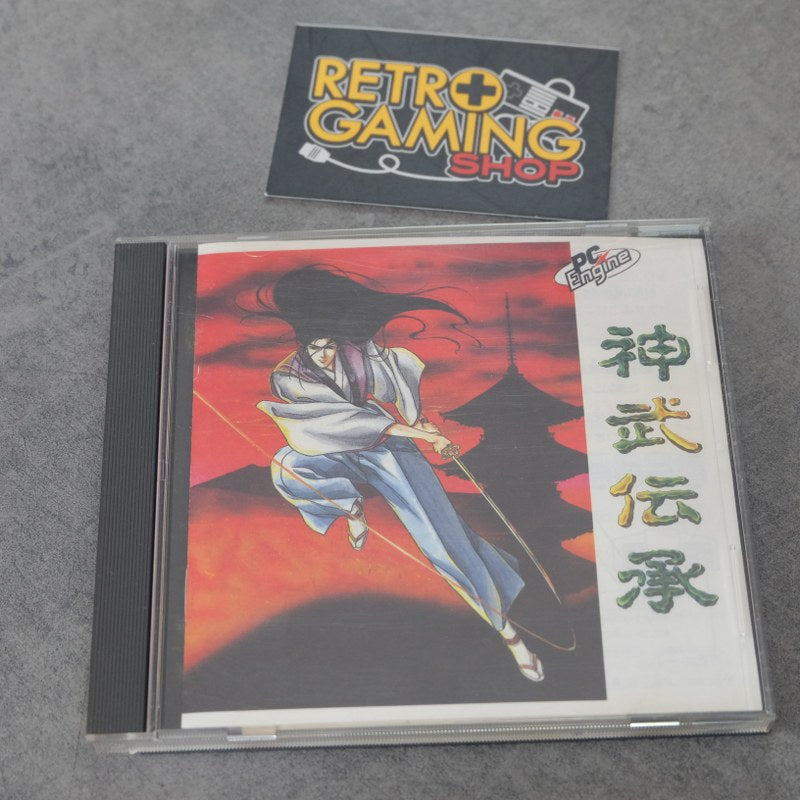 RETRO
GAMING
SHOP
PC
Engine
神武伝承